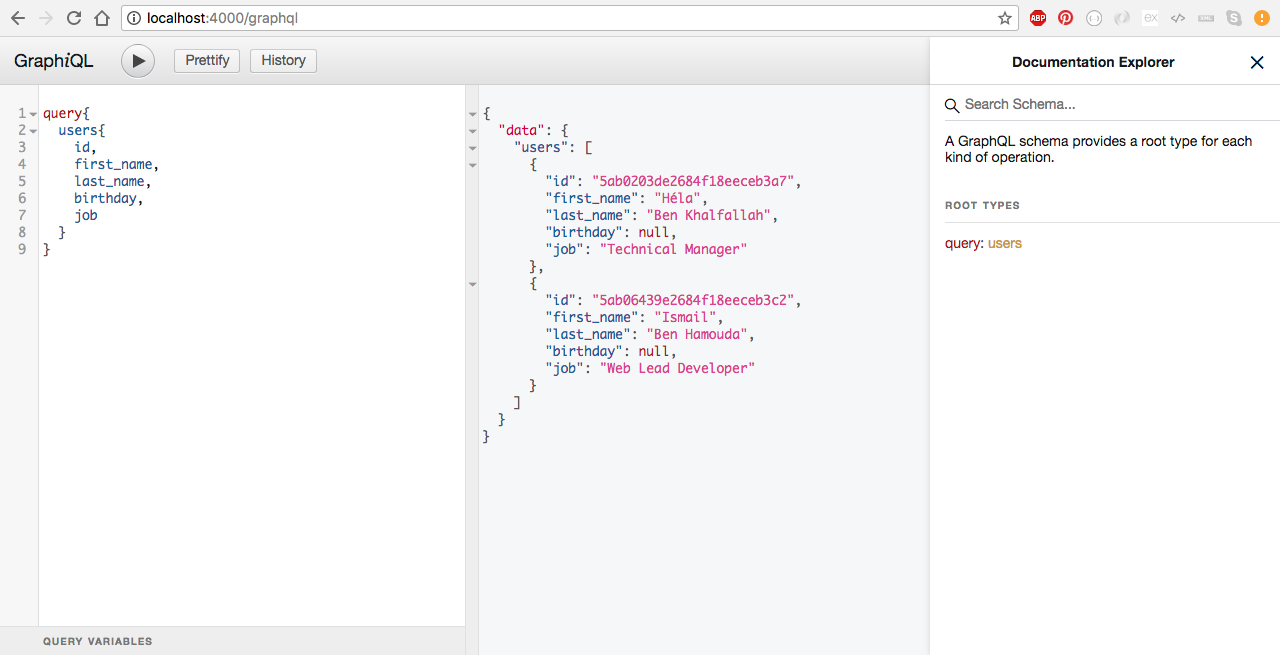 localhost:4000/graphql
ABP
ex
GraphiQL
Prettify
History
1 query{
2 users{
3 id,
4 first_name,
5 last_name,
6 birthday,
7 job
8 }
9 }
QUERY VARIABLES
{
"data": {
"users": [
{
"id": "5ab0203de2684f18eeceb3a7",
"first_name": "Héla",
"last_name": "Ben Khalfallah",
"birthday": null,
"job": "Technical Manager"
},
{
"id": "5ab06439e2684f18eeceb3c2",
"first_name": "Ismail",
"last_name": "Ben Hamouda",
"birthday": null,
"job": "Web Lead Developer"
}
]
}
}
Documentation Explorer
Search Schema...
A GraphQL schema provides a root type for each
kind of operation.
ROOT TYPES
query: users